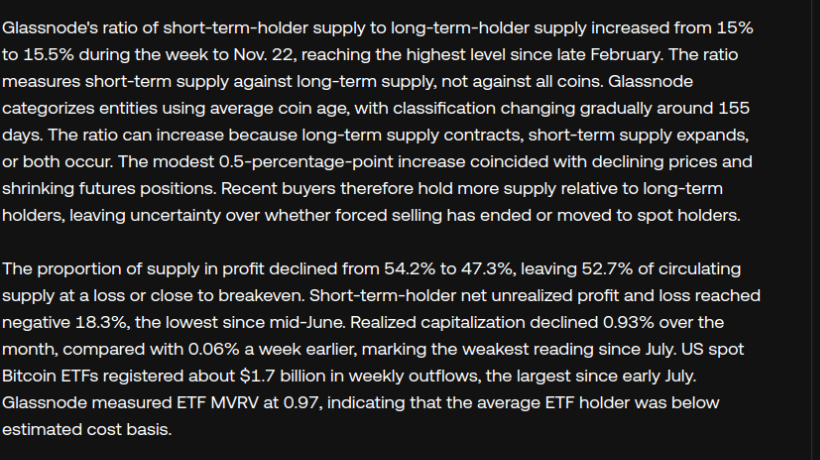 Glassnode's ratio of short-term-holder supply to long-term-holder supply increased from 15%
to 15.5% during the week to Nov. 22, reaching the highest level since late February. The ratio
measures short-term supply against long-term supply, not against all coins. Glassnode
categorizes entities using average coin age, with classification changing gradually around 155
days. The ratio can increase because long-term supply contracts, short-term supply expands,
or both occur. The modest 0.5-percentage-point increase coincided with declining prices and
shrinking futures positions. Recent buyers therefore hold more supply relative to long-term
holders, leaving uncertainty over whether forced selling has ended or moved to spot holders.
The proportion of supply in profit declined from 54.2% to 47.3%, leaving 52.7% of circulating
supply at a loss or close to breakeven. Short-term-holder net unrealized profit and loss reached
negative 18.3%, the lowest since mid-June. Realized capitalization declined 0.93% over the
month, compared with 0.06% a week earlier, marking the weakest reading since July. US spot
Bitcoin ETFs registered about $1.7 billion in weekly outflows, the largest since early July.
Glassnode measured ETF MVRV at 0.97, indicating that the average ETF holder was below
estimated cost basis.